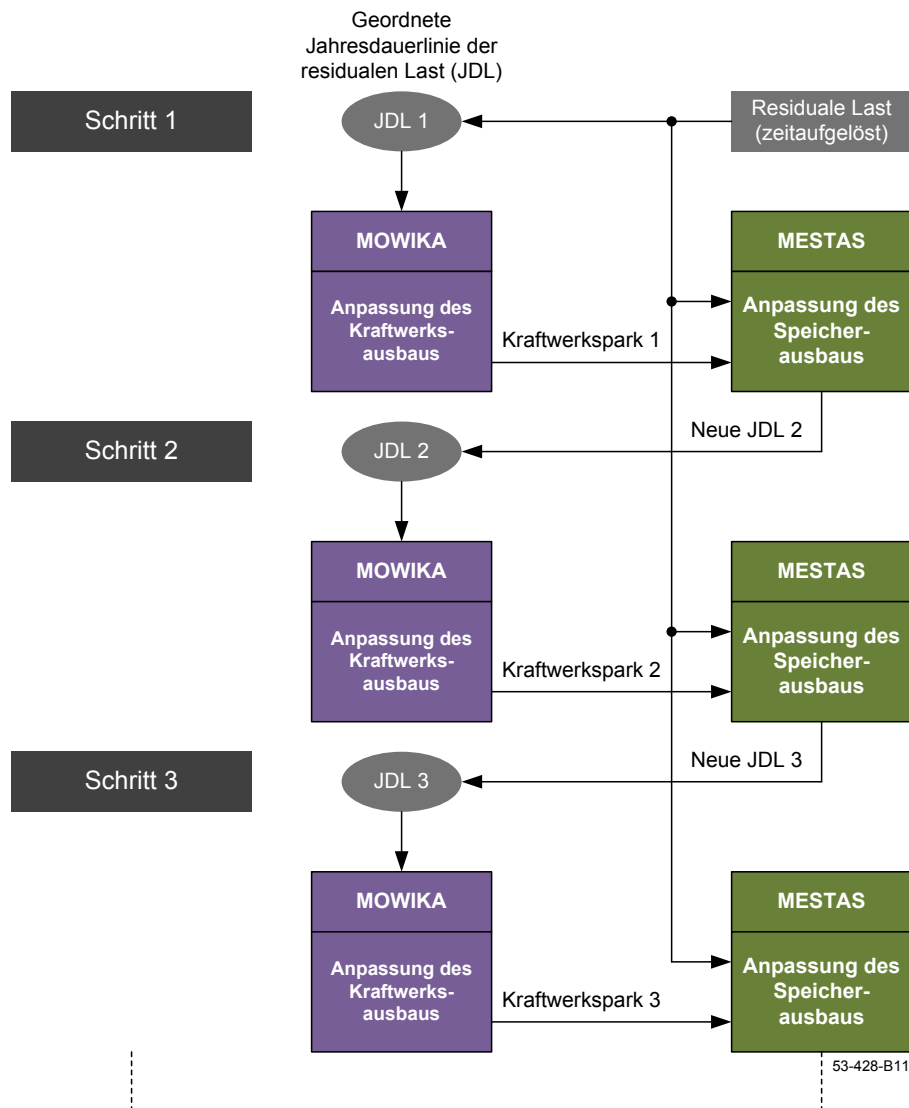 Geordnete
Jahresdauerlinie der
residualen Last (JDL)
Schritt 1
JDL 1
Residuale Last
(zeitaufgelöst)
MOWIKA
Anpassung des
Kraftwerks-
ausbaus
Kraftwerkspark 1
MESTAS
Anpassung des
Speicher-
ausbaus
Neue JDL 2
Schritt 2
JDL 2
MOWIKA
Anpassung des
Kraftwerks-
ausbaus
Kraftwerkspark 2
MESTAS
Anpassung des
Speicher-
ausbaus
Neue JDL 3
Schritt 3
JDL 3
MOWIKA
Anpassung des
Kraftwerks-
ausbaus
Kraftwerkspark 3
MESTAS
Anpassung des
Speicher-
ausbaus
53-428-B11